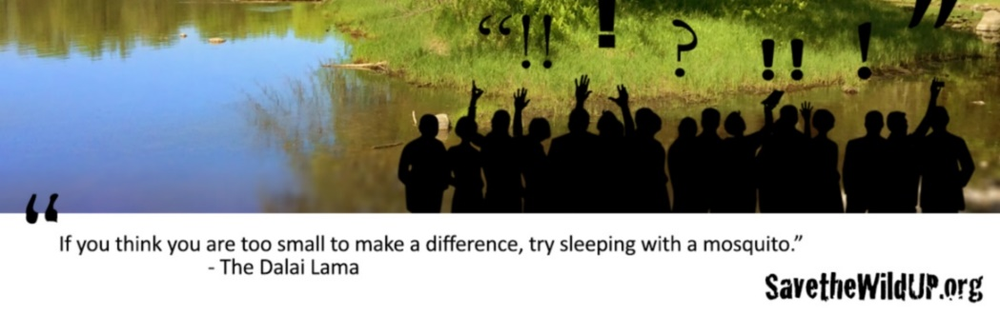 “ !! ! ? !! ! ”
“
If you think you are too small to make a difference, try sleeping with a mosquito.”
- The Dalai Lama
SavetheWildUP.org